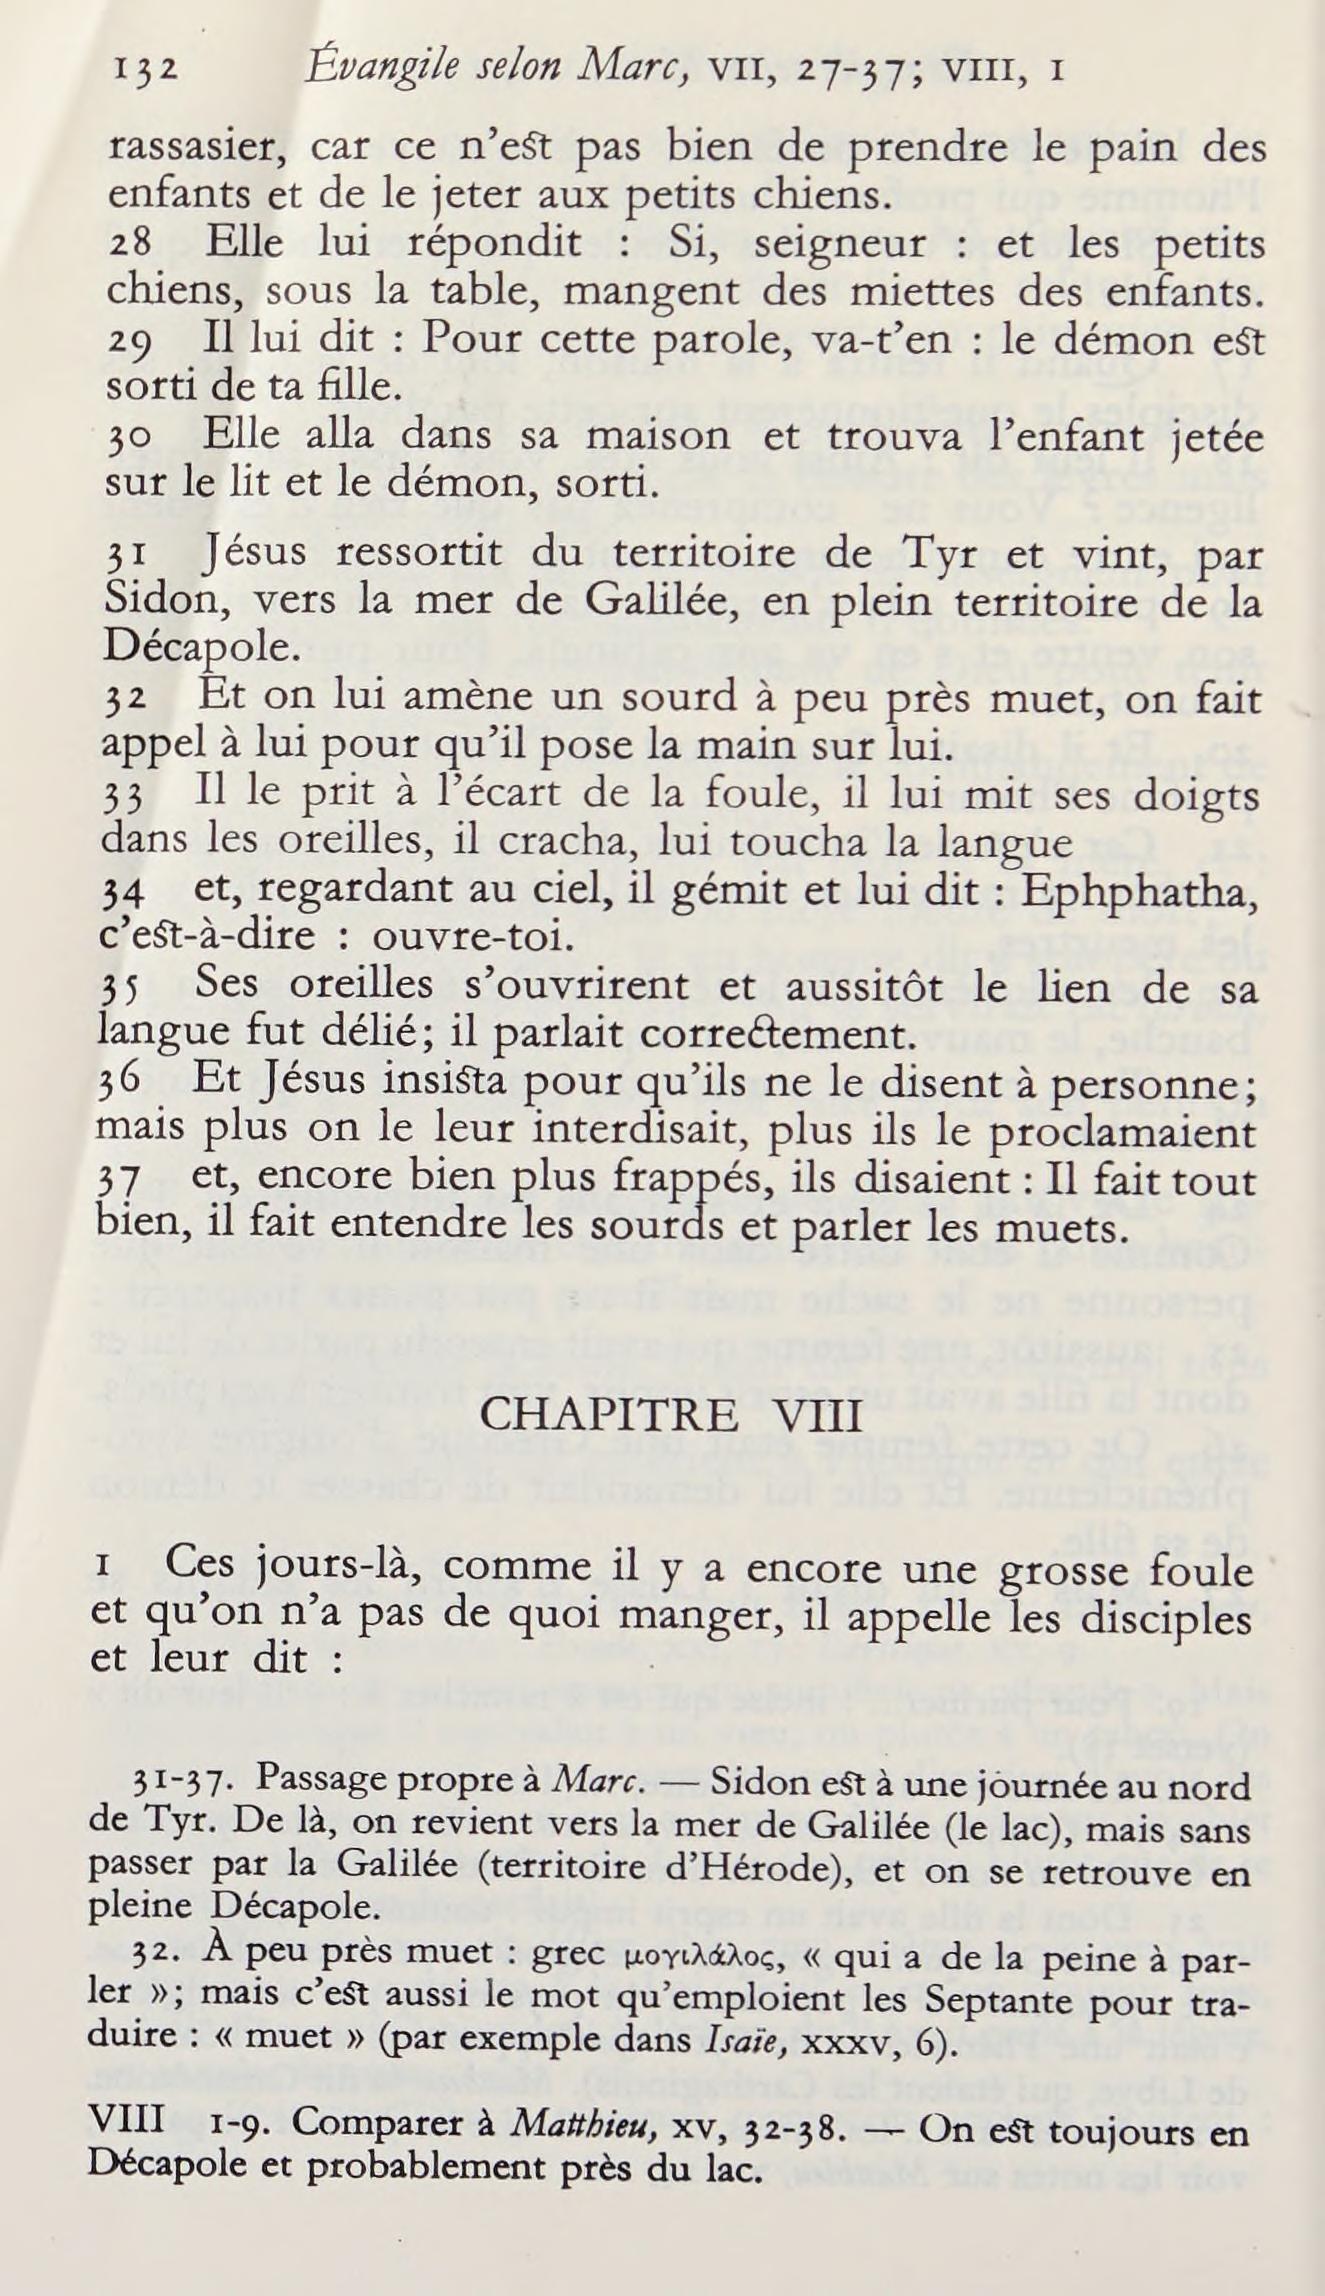 132 Évangile selon Marc, VII, 27-37; VIII, 1
rassasier, car ce n’est pas bien de prendre le pain des
enfants et de le jeter aux petits chiens.
28 Elle lui répondit : Si, seigneur : et les petits
chiens, sous la table, mangent des miettes des enfants.
29 Il lui dit : Pour cette parole, va-t’en : le démon est
sorti de ta fille.
30 Elle alla dans sa maison et trouva l’enfant jetée
sur le lit et le démon, sorti.
31 Jésus ressortit du territoire de Tyr et vint, par
Sidon, vers la mer de Galilée, en plein territoire de la
Décapole.
32 Et on lui amène un sourd à peu près muet, on fait
appel à lui pour qu’il pose la main sur lui.
33 Il le prit à l’écart de la foule, il lui mit ses doigts
dans les oreilles, il cracha, lui toucha la langue
34 et, regardant au ciel, il gémit et lui dit : Ephphatha,
c’est-à-dire : ouvre-toi.
35 Ses oreilles s’ouvrirent et aussitôt le lien de sa
langue fut délié; il parlait correctement.
36 Et Jésus insista pour qu’ils ne le disent à personne;
mais plus on le leur interdisait, plus ils le proclamaient
37 et, encore bien plus frappés, ils disaient : Il fait tout
bien, il fait entendre les sourds et parler les muets.
CHAPITRE VIII
1 Ces jours-là, comme il y a encore une grosse foule
et qu’on n’a pas de quoi manger, il appelle les disciples
et leur dit :
31-37. Passage propre à Marc. — Sidon est à une journée au nord
de Tyr. De là, on revient vers la mer de Galilée (le lac), mais sans
passer par la Galilée (territoire d’Hérode), et on se retrouve en
pleine Décapole.
32. À peu près muet : grec μογιλάλος, « qui a de la peine à par-
ler »; mais c’est aussi le mot qu’emploient les Septante pour tra-
duire : « muet » (par exemple dans Isaïe, XXXV, 6).
VIII 1-9. Comparer à Matthieu, XV, 32-38. — On est toujours en
Décapole et probablement près du lac.